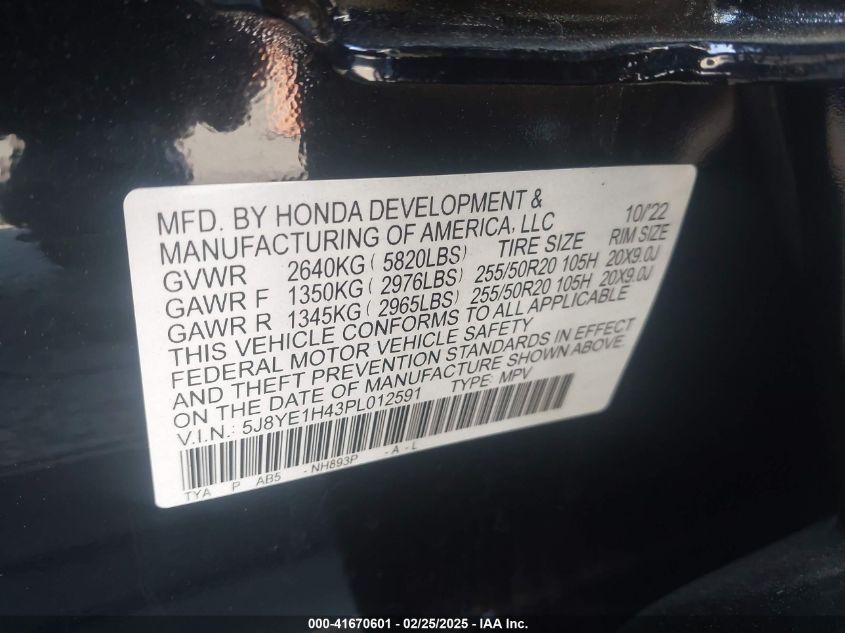 MFD. BY HONDA DEVELOPMENT & 10/'22
MANUFACTURING OF AMERICA, LLC TIRE SIZE RIM SIZE
GVWR 2640KG ( 5820LBS)
GAWR F 1350KG ( 2976LBS) 255/50R20 105H 20X9.0J
GAWR R 1345KG ( 2965LBS) 255/50R20 105H 20X9.0J
THIS VEHICLE CONFORMS TO ALL APPLICABLE
FEDERAL MOTOR VEHICLE SAFETY
AND THEFT PREVENTION STANDARDS IN EFFECT
ON THE DATE OF MANUFACTURE SHOWN ABOVE.
V.I.N.: 5J8YE1H43PL012591 TYPE: MPV
TYA P AB5 - NH893P - A - L
000-41670601 - 02/25/2025 - IAA Inc.